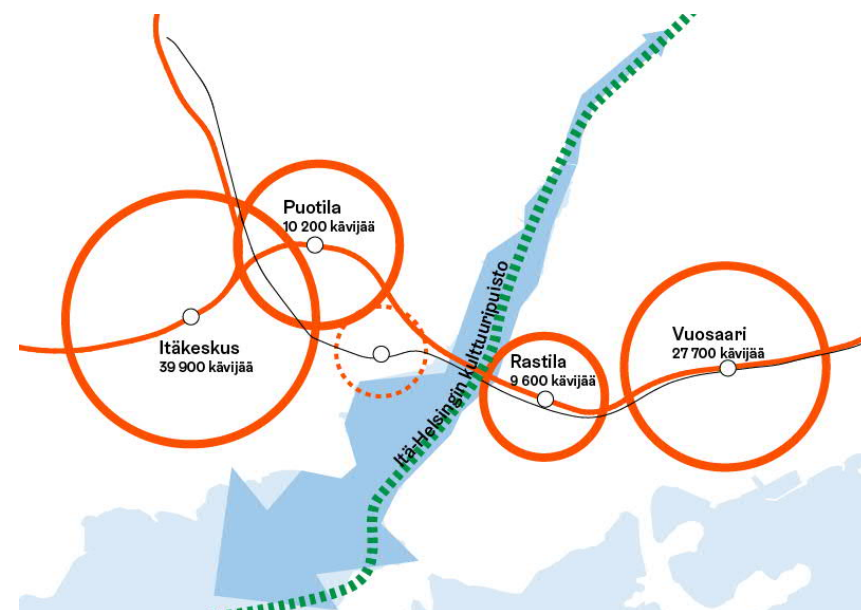 Puotila
10 200 kävijää
Itäkeskus
39 900 kävijää
Itä-Helsingin kulttuuripuisto
Rastila
9 600 kävijää
Vuosaari
27 700 kävijää